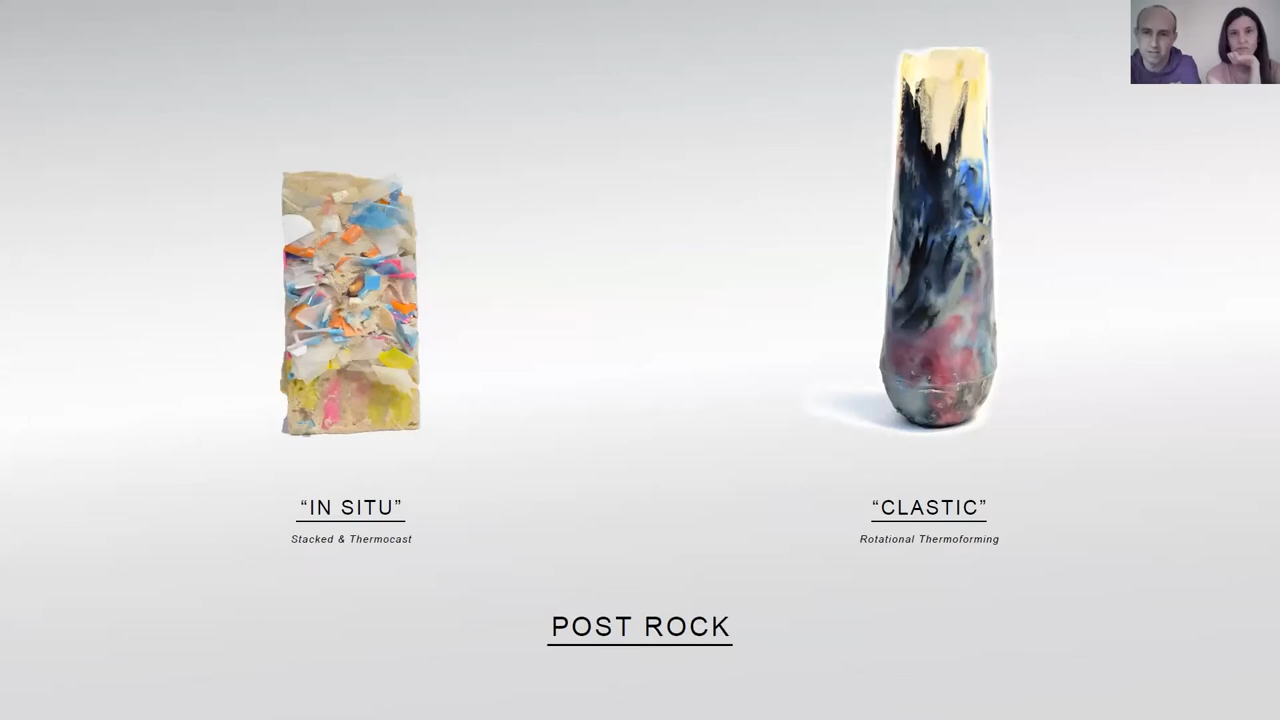 “IN SITU”
Stacked & Thermocast
“CLASTIC”
Rotational Thermoforming
POST ROCK